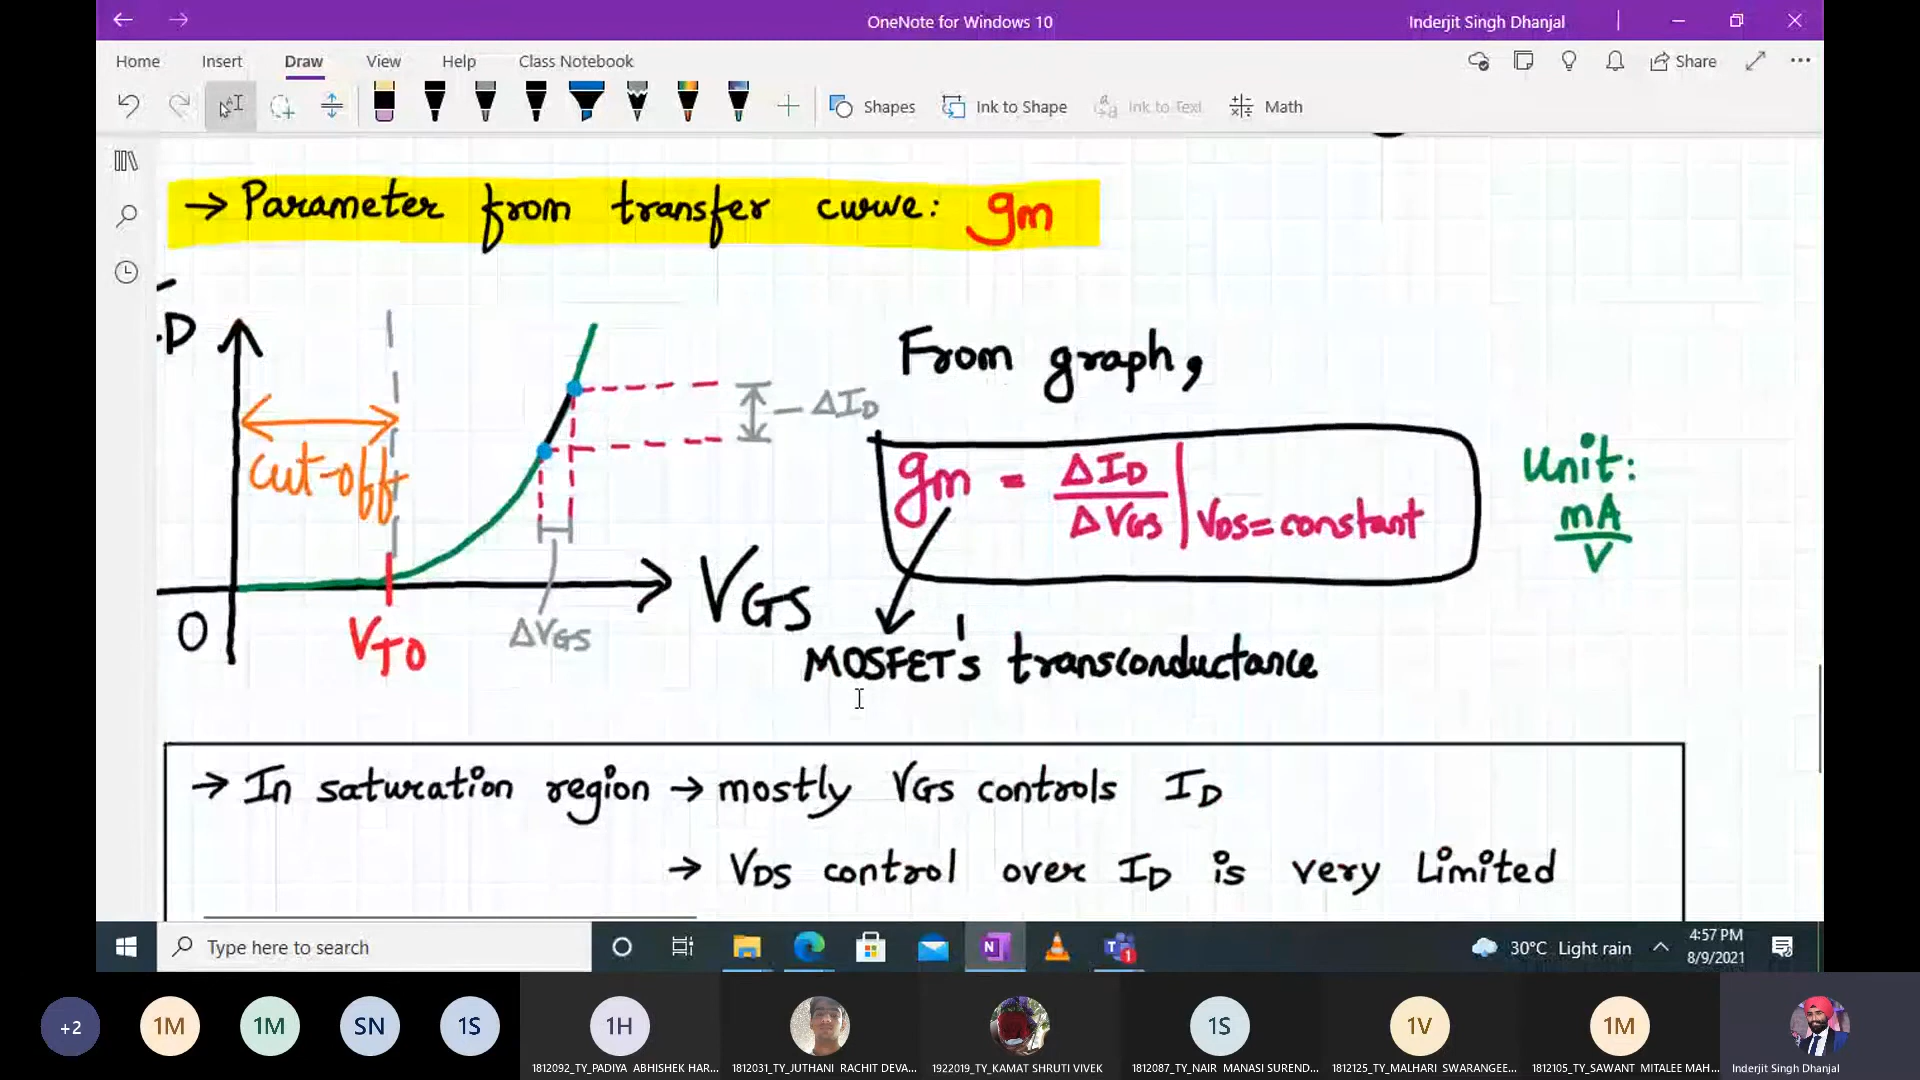 OneNote for Windows 10
Inderjit Singh Dhanjal
Home Insert Draw View Help Class Notebook
Share
Shapes Ink to Shape Ink to Text Math
→ Parameter from transfer curve: gm
ID
From graph,
ΔID
cut-off
gm = ΔID / ΔVGS | VDS = constant
Unit: mA / V
VGS
0
VTO
ΔVGS
MOSFET's transconductance
→ In saturation region → mostly VGS controls ID
→ VDS control over ID is very Limited
Type here to search
N
1
30°C Light rain
4:57 PM
8/9/2021
+2 1M 1M SN 1S 1H 1S 1V 1M
1812092_TY_PADIYA ABHISHEK HAR...
1812031_TY_JUTHANI RACHIT DEVA...
1922019_TY_KAMAT SHRUTI VIVEK
1812087_TY_NAIR MANASI SUREND...
1812125_TY_MALHARI SWARANGEE...
1812105_TY_SAWANT MITALEE MAH...
Inderjit Singh Dhanjal